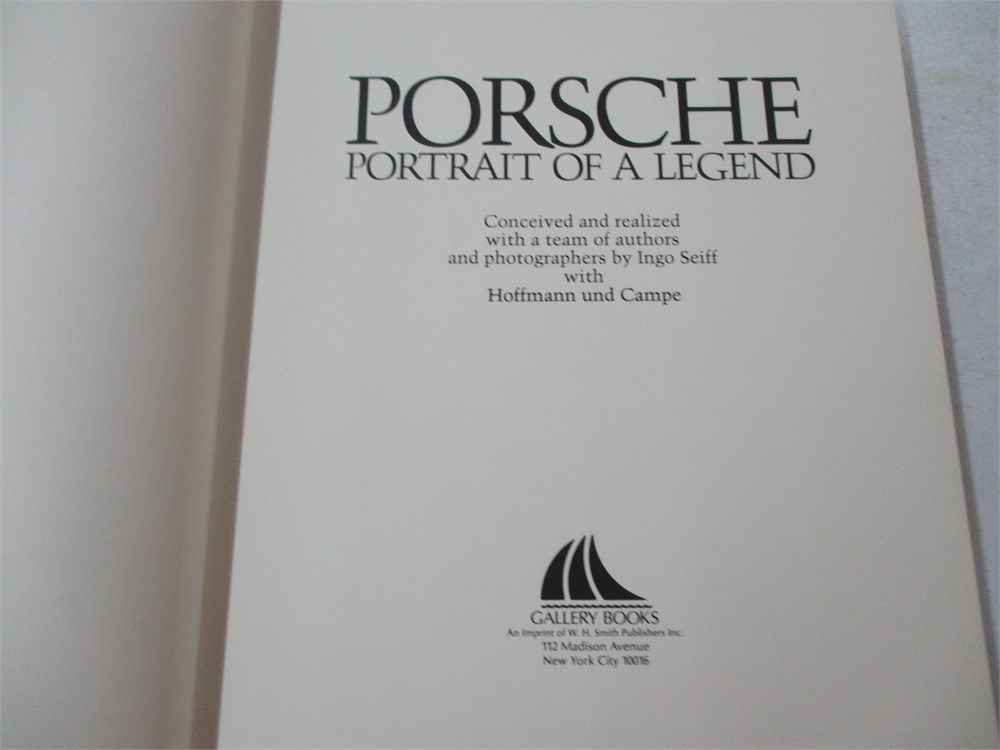 PORSCHE
PORTRAIT OF A LEGEND
Conceived and realized
with a team of authors
and photographers by Ingo Seiff
with
Hoffmann und Campe
GALLERY BOOKS
An Imprint of W. H. Smith Publishers Inc.
112 Madison Avenue
New York City 10016